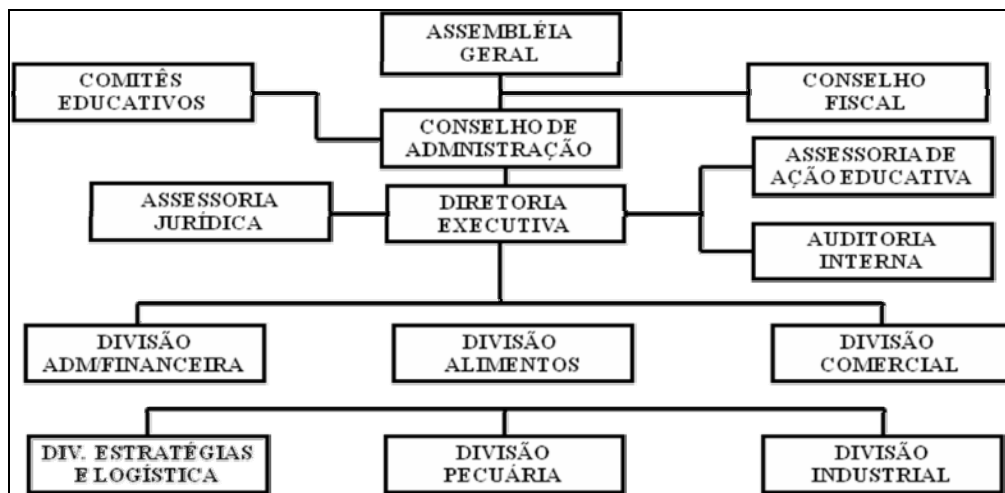 ASSEMBLÉIA
GERAL
COMITÊS
EDUCATIVOS
CONSELHO
FISCAL
CONSELHO DE
ADMNISTRAÇÃO
ASSESSORIA DE
AÇÃO EDUCATIVA
ASSESSORIA
JURÍDICA
DIRETORIA
EXECUTIVA
AUDITORIA
INTERNA
DIVISÃO
ADM/FINANCEIRA
DIVISÃO
ALIMENTOS
DIVISÃO
COMERCIAL
DIV. ESTRATÉGIAS
E LOGÍSTICA
DIVISÃO
PECUÁRIA
DIVISÃO
INDUSTRIAL